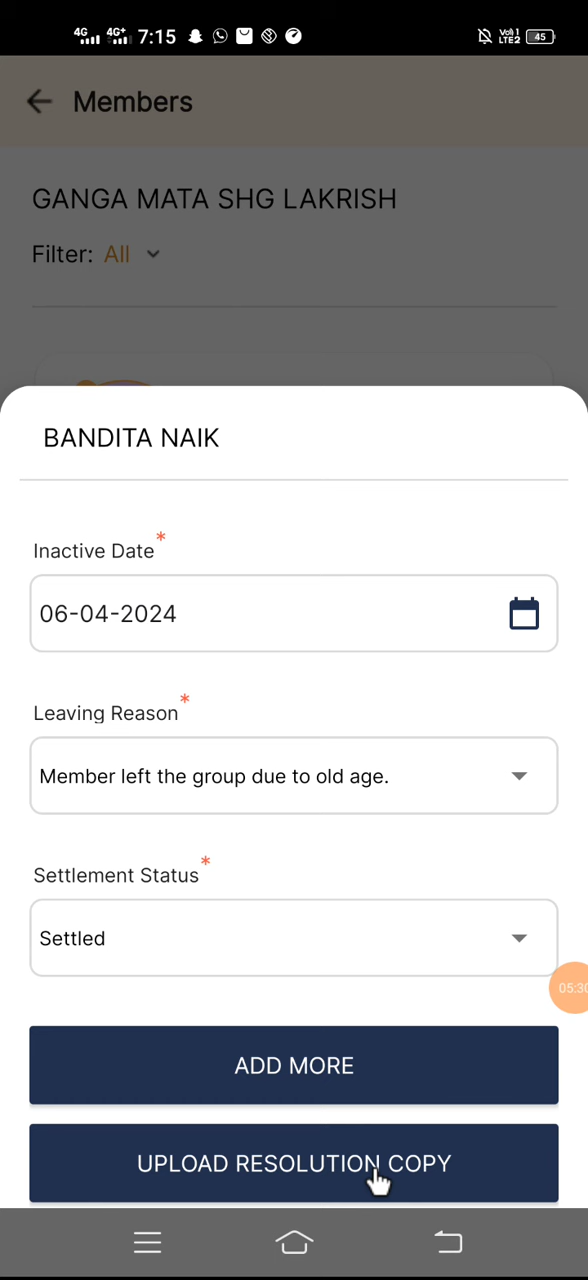 4G 4G+ 7:15 Vo) 1 LTE2 45
Members
GANGA MATA SHG LAKRISH
Filter: All
BANDITA NAIK
Inactive Date*
06-04-2024
Leaving Reason*
Member left the group due to old age.
Settlement Status*
Settled
05:30
ADD MORE
UPLOAD RESOLUTION COPY